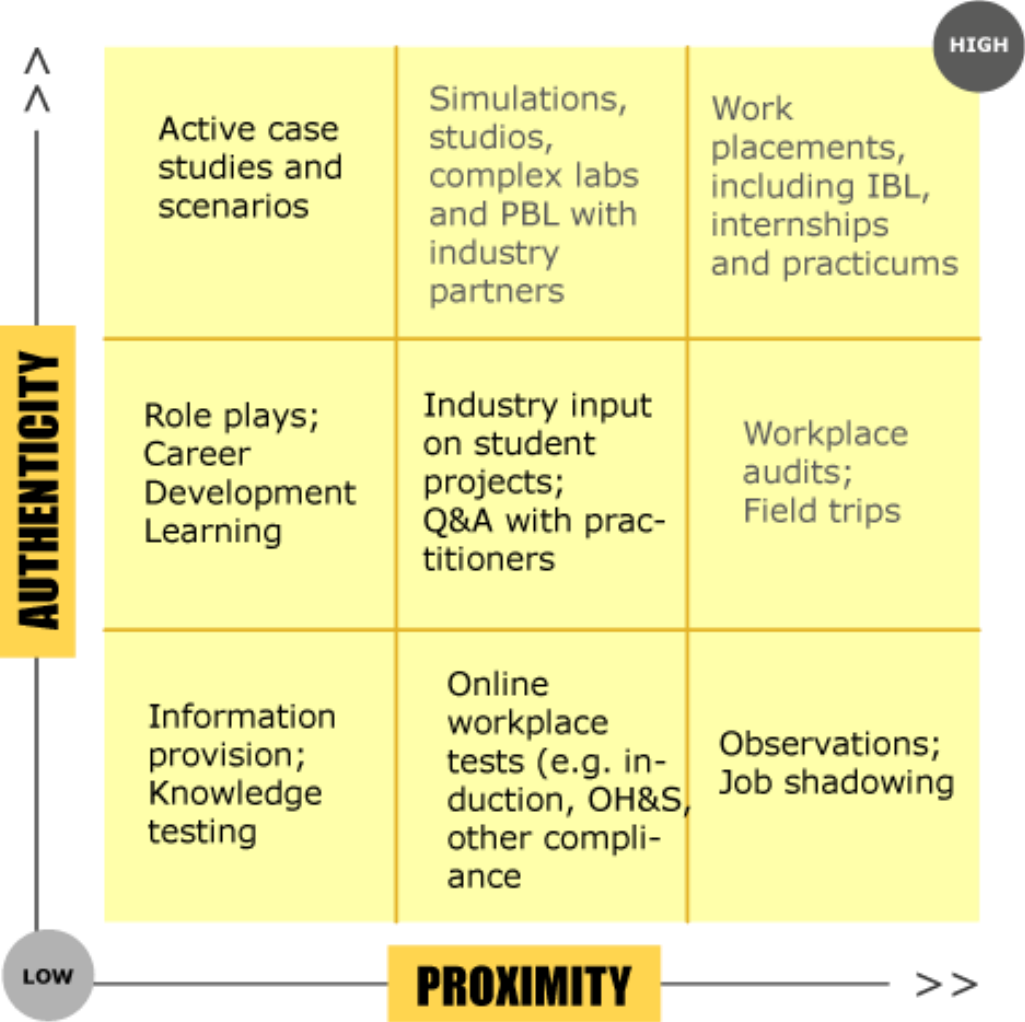 HIGH
Active case
studies and
scenarios
Simulations,
studios,
complex labs
and PBL with
industry
partners
Work
placements,
including IBL,
internships
and practicums
AUTHENTICITY
Role plays;
Career
Development
Learning
Industry input
on student
projects;
Q&A with prac-
titioners
Workplace
audits;
Field trips
Information
provision;
Knowledge
testing
Online
workplace
tests (e.g. in-
duction, OH&S,
other compli-
ance
Observations;
Job shadowing
LOW
PROXIMITY
>>